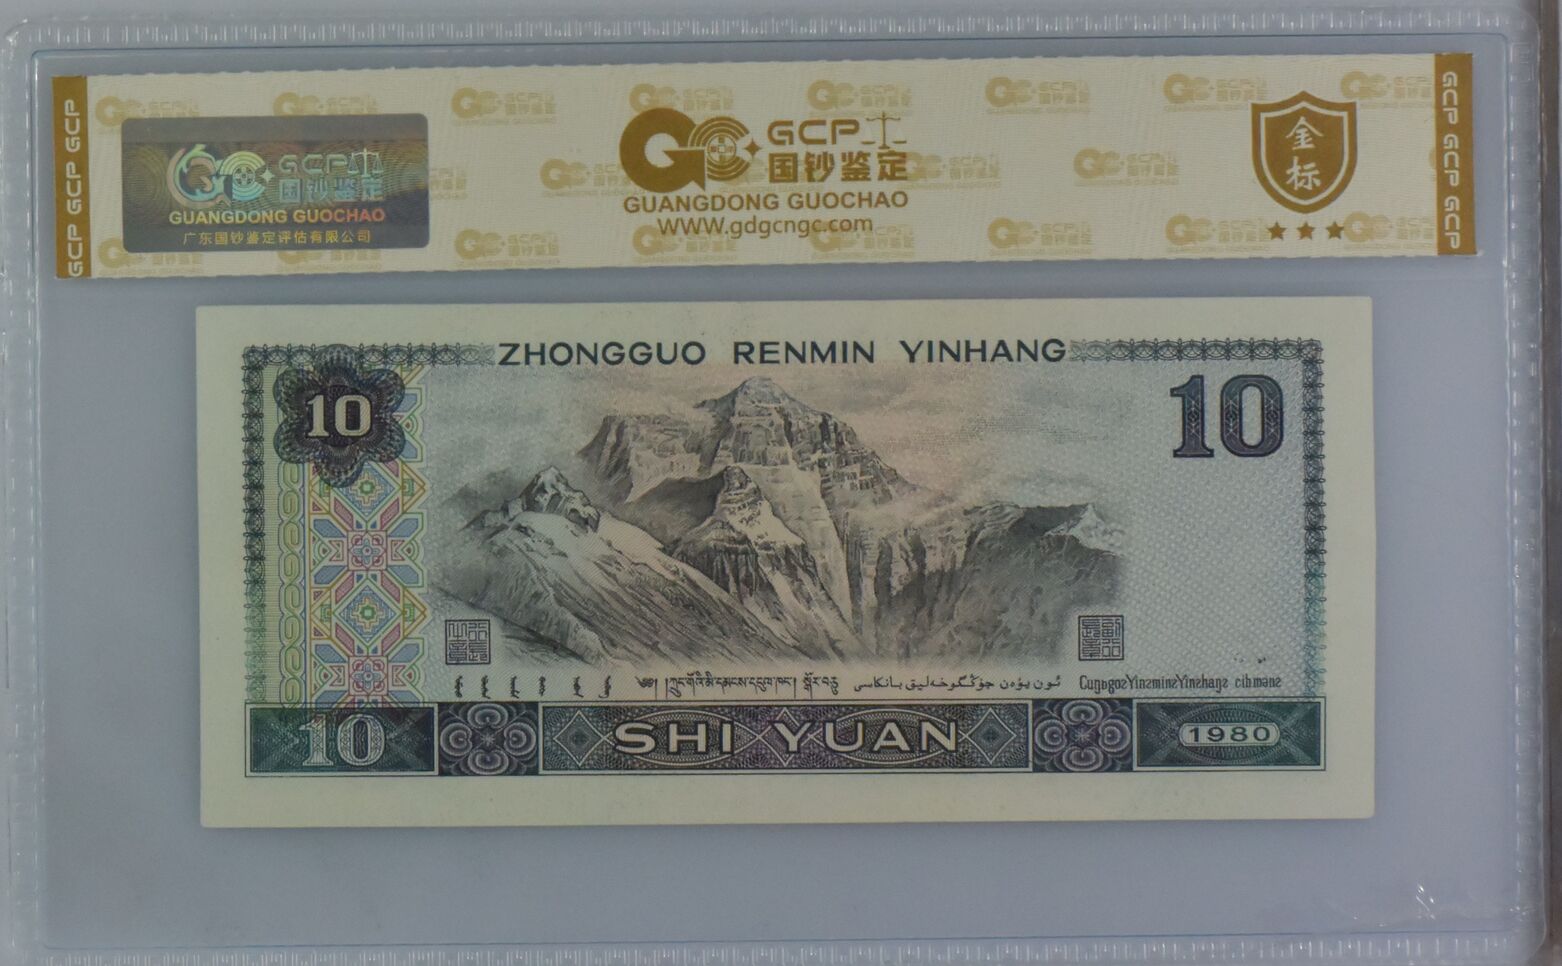 GCP GCP GCP
GCP
国钞鉴定
GUANGDONG GUOCHAO
广东国钞鉴定评估有限公司
GCP
国钞鉴定
GUANGDONG GUOCHAO
WWW.gdgcngc.com
金标
GCP GCP GCP
ZHONGGUO RENMIN YINHANG
10
10
SHI YUAN
10
1980